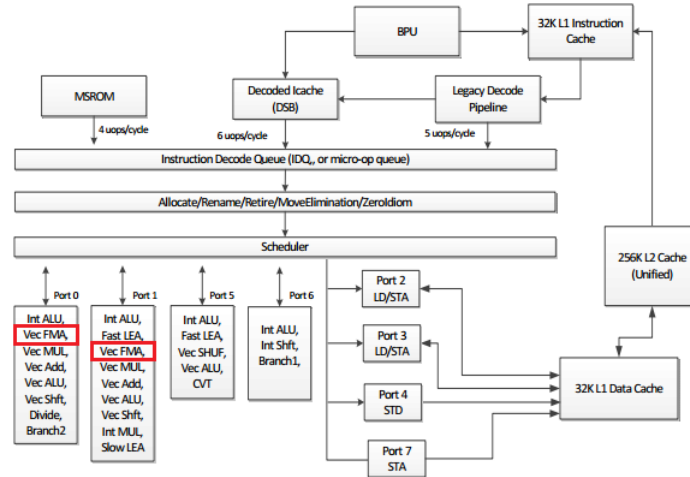 BPU
32K L1 Instruction
Cache
MSROM
Decoded Icache
(DSB)
Legacy Decode
Pipeline
4 uops/cycle
6 uops/cycle
5 uops/cycle
Instruction Decode Queue (IDQ,, or micro-op queue)
Allocate/Rename/Retire/MoveElimination/ZeroIdiom
Scheduler
256K L2 Cache
(Unified)
Port 0
Int ALU,
Vec FMA,
Vec MUL,
Vec Add,
Vec ALU,
Vec Shft,
Divide,
Branch2
Port 1
Int ALU,
Fast LEA,
Vec FMA,
Vec MUL,
Vec Add,
Vec ALU,
Vec Shft,
Int MUL,
Slow LEA
Port 5
Int ALU,
Fast LEA,
Vec SHUF,
Vec ALU,
CVT
Port 6
Int ALU,
Int Shft,
Branch1,
Port 2
LD/STA
Port 3
LD/STA
Port 4
STD
Port 7
STA
32K L1 Data Cache